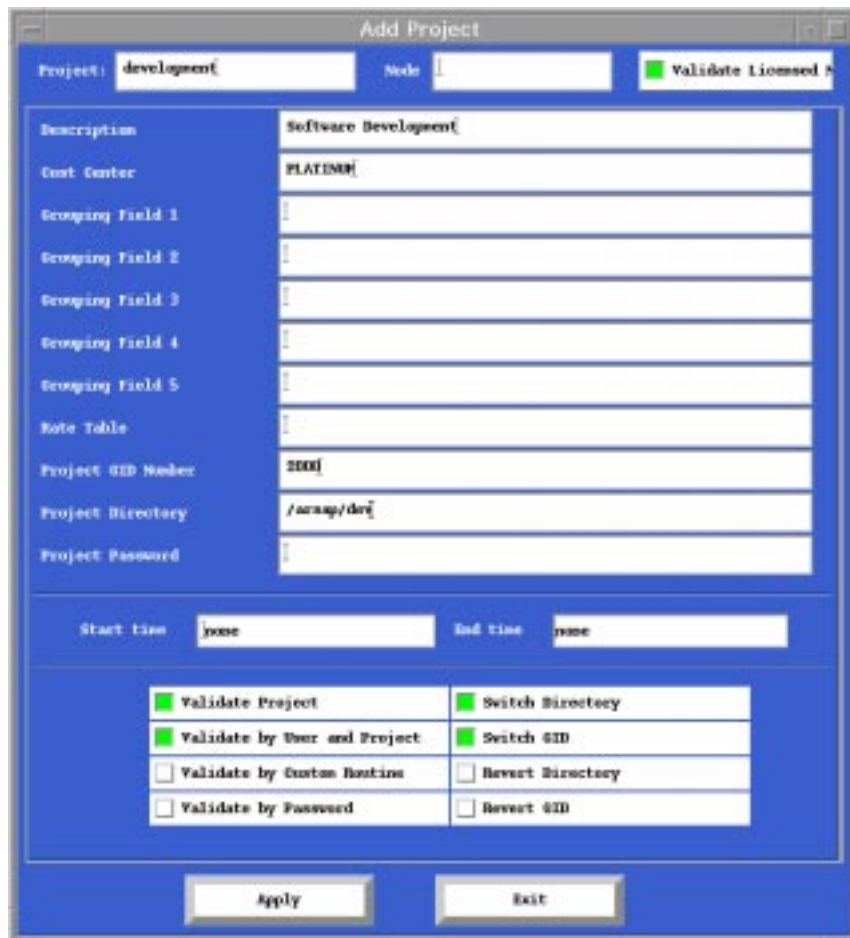 Add Project
Project: development Node Validate Licensed N
Description Software Development
Cost Center PLATINUM
Grouping Field 1
Grouping Field 2
Grouping Field 3
Grouping Field 4
Grouping Field 5
Rate Table
Project GID Number 2000
Project Directory /arsap/dev
Project Password
Start time none End time none
Validate Project Switch Directory
Validate by User and Project Switch GID
Validate by Custom Routine Revert Directory
Validate by Password Revert GID
Apply Exit